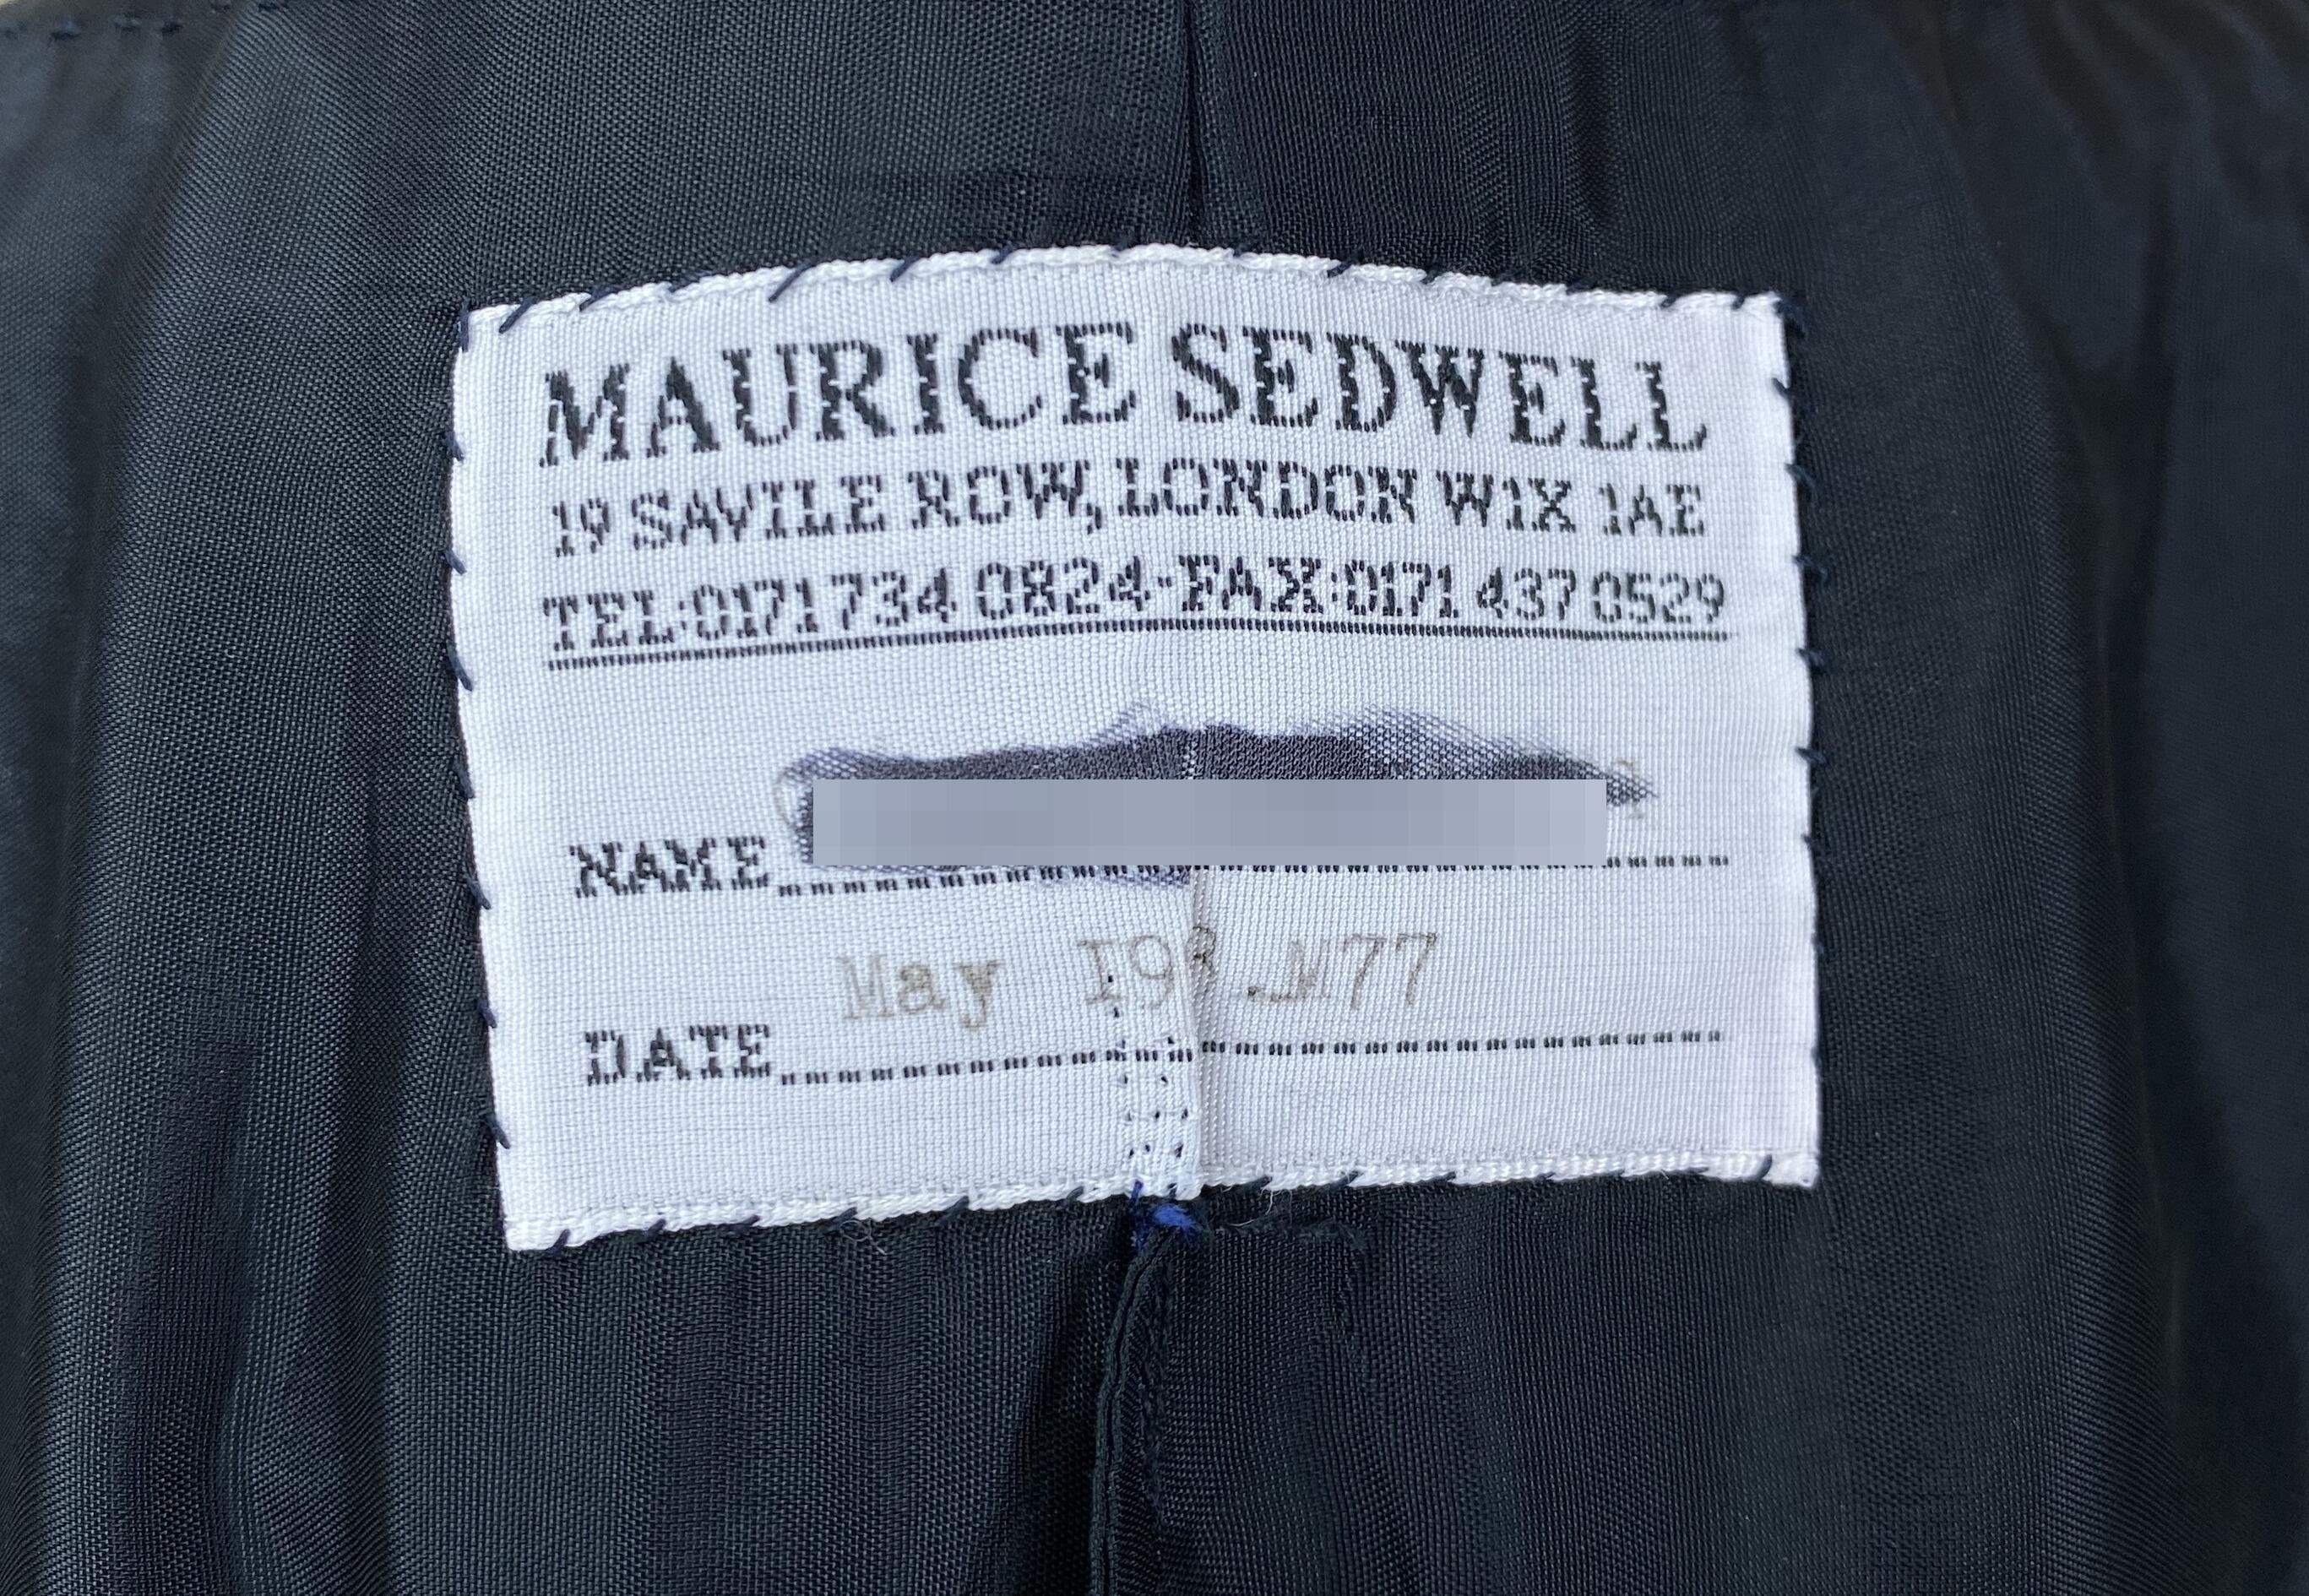 MAURICE SEDWELL
19 SAVILE ROW, LONDON W1X 1AE
TEL:0171 734 0824·FAX:0171 437 0529
NAME
May M77
DATE